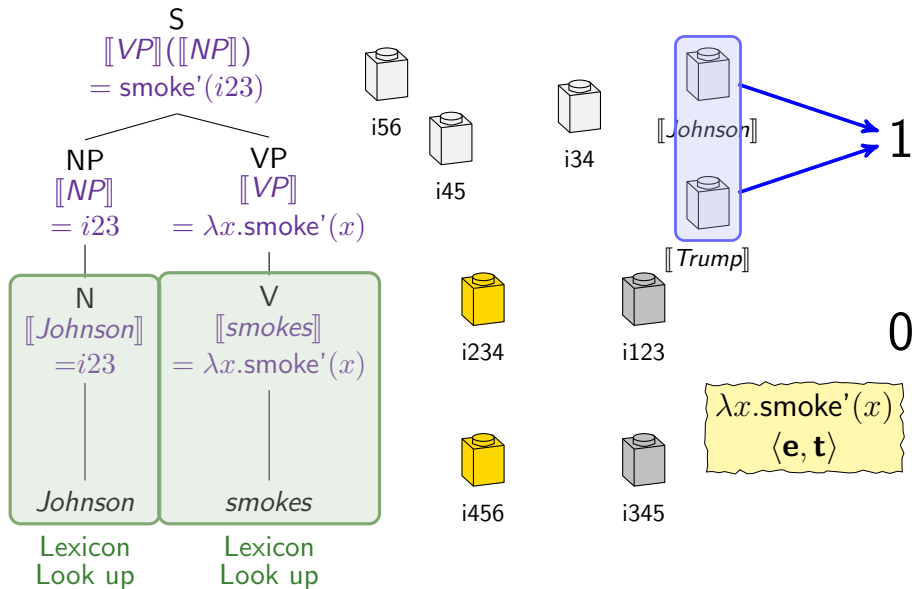 S
⟦VP⟧(⟦NP⟧)
= smoke'(i23)
NP
⟦NP⟧
= i23
VP
⟦VP⟧
= λx.smoke'(x)
N
⟦Johnson⟧
=i23
Johnson
V
⟦smokes⟧
= λx.smoke'(x)
smokes
Lexicon
Look up
Lexicon
Look up
i56
i45
i34
⟦Johnson⟧
⟦Trump⟧
1
i234
i123
0
i456
i345
λx.smoke'(x)
⟨e, t⟩